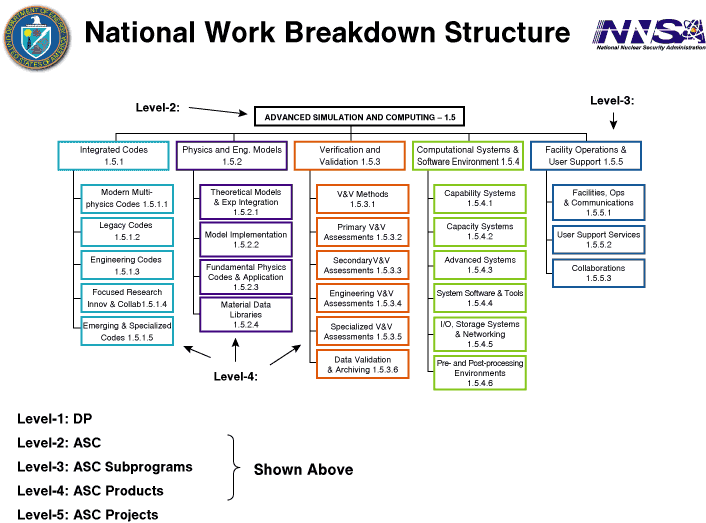 National Work Breakdown Structure
NNSA
National Nuclear Security Administration
Level-2:
Level-3:
ADVANCED SIMULATION AND COMPUTING – 1.5
Integrated Codes
1.5.1
Physics and Eng. Models
1.5.2
Verification and
Validation 1.5.3
Computational Systems &
Software Environment 1.5.4
Facility Operations &
User Support 1.5.5
Modern Multi-
physics Codes 1.5.1.1
Legacy Codes
1.5.1.2
Engineering Codes
1.5.1.3
Focused Research
Innov & Collab1.5.1.4
Emerging & Specialized
Codes 1.5.1.5
Theoretical Models
& Exp Integration
1.5.2.1
Model Implementation
1.5.2.2
Fundamental Physics
Codes & Application
1.5.2.3
Material Data
Libraries
1.5.2.4
V&V Methods
1.5.3.1
Primary V&V
Assessments 1.5.3.2
SecondaryV&V
Assessments 1.5.3.3
Engineering V&V
Assessments 1.5.3.4
Specialized V&V
Assessments 1.5.3.5
Data Validation
& Archiving 1.5.3.6
Capability Systems
1.5.4.1
Capacity Systems
1.5.4.2
Advanced Systems
1.5.4.3
System Software & Tools
1.5.4.4
I/O, Storage Systems
& Networking
1.5.4.5
Pre- and Post-processing
Environments
1.5.4.6
Facilities, Ops
& Communications
1.5.5.1
User Support Services
1.5.5.2
Collaborations
1.5.5.3
Level-4:
Level-1: DP
Level-2: ASC
Level-3: ASC Subprograms
Level-4: ASC Products
Level-5: ASC Projects
Shown Above